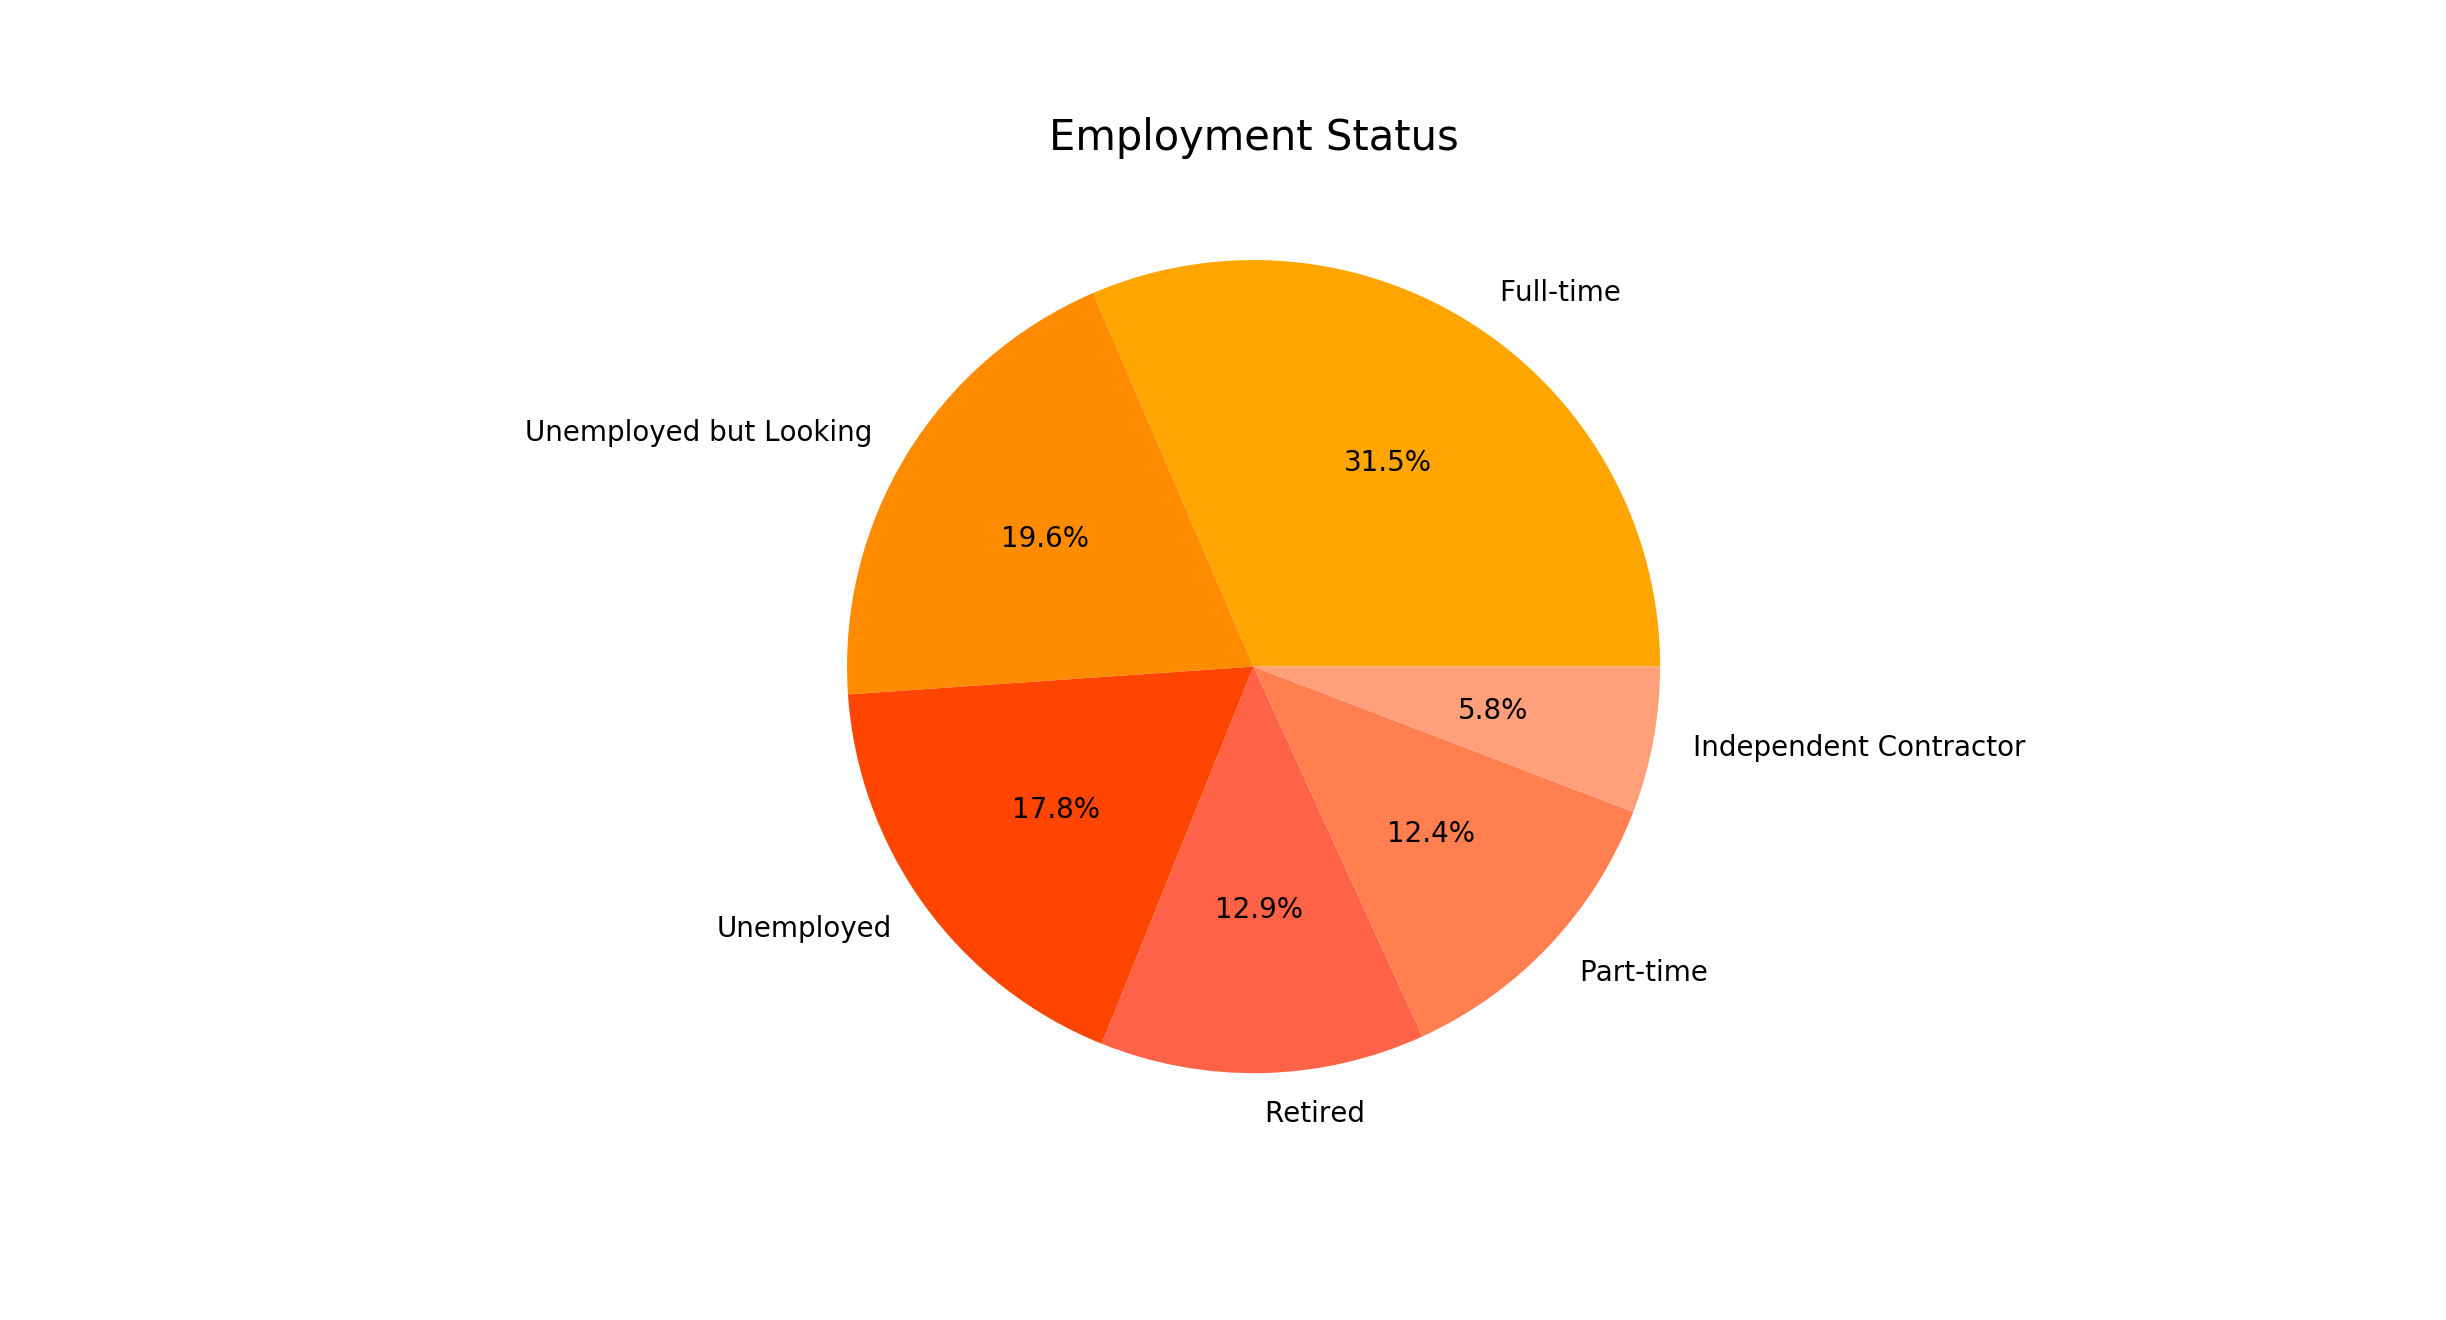 Employment Status
Full-time
31.5%
Unemployed but Looking
19.6%
Unemployed
17.8%
Retired
12.9%
Part-time
12.4%
Independent Contractor
5.8%